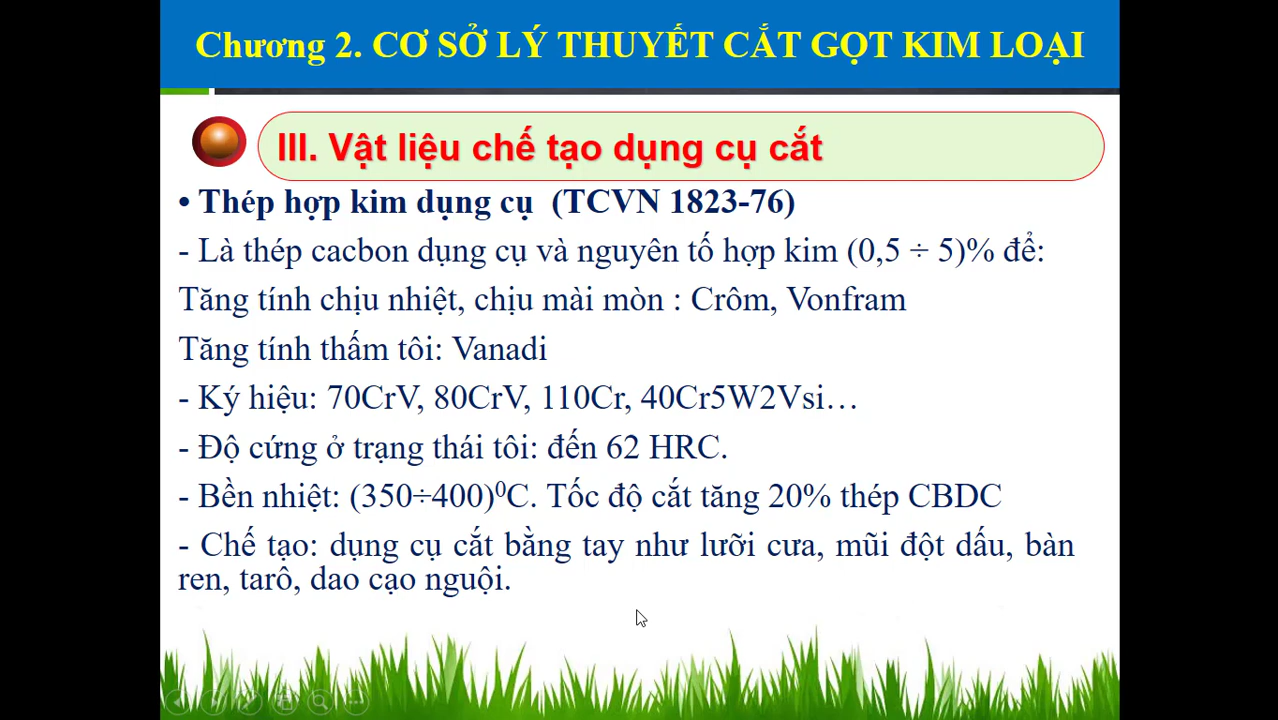 Chương 2. CƠ SỞ LÝ THUYẾT CẮT GỌT KIM LOẠI
III. Vật liệu chế tạo dụng cụ cắt
• Thép hợp kim dụng cụ (TCVN 1823-76)
- Là thép cacbon dụng cụ và nguyên tố hợp kim (0,5 ÷ 5)% để:
Tăng tính chịu nhiệt, chịu mài mòn : Crôm, Vonfram
Tăng tính thấm tôi: Vanadi
- Ký hiệu: 70CrV, 80CrV, 110Cr, 40Cr5W2Vsi…
- Độ cứng ở trạng thái tôi: đến 62 HRC.
- Bền nhiệt: (350÷400)⁰C. Tốc độ cắt tăng 20% thép CBDC
- Chế tạo: dụng cụ cắt bằng tay như lưỡi cưa, mũi đột dấu, bàn
ren, tarô, dao cạo nguội.